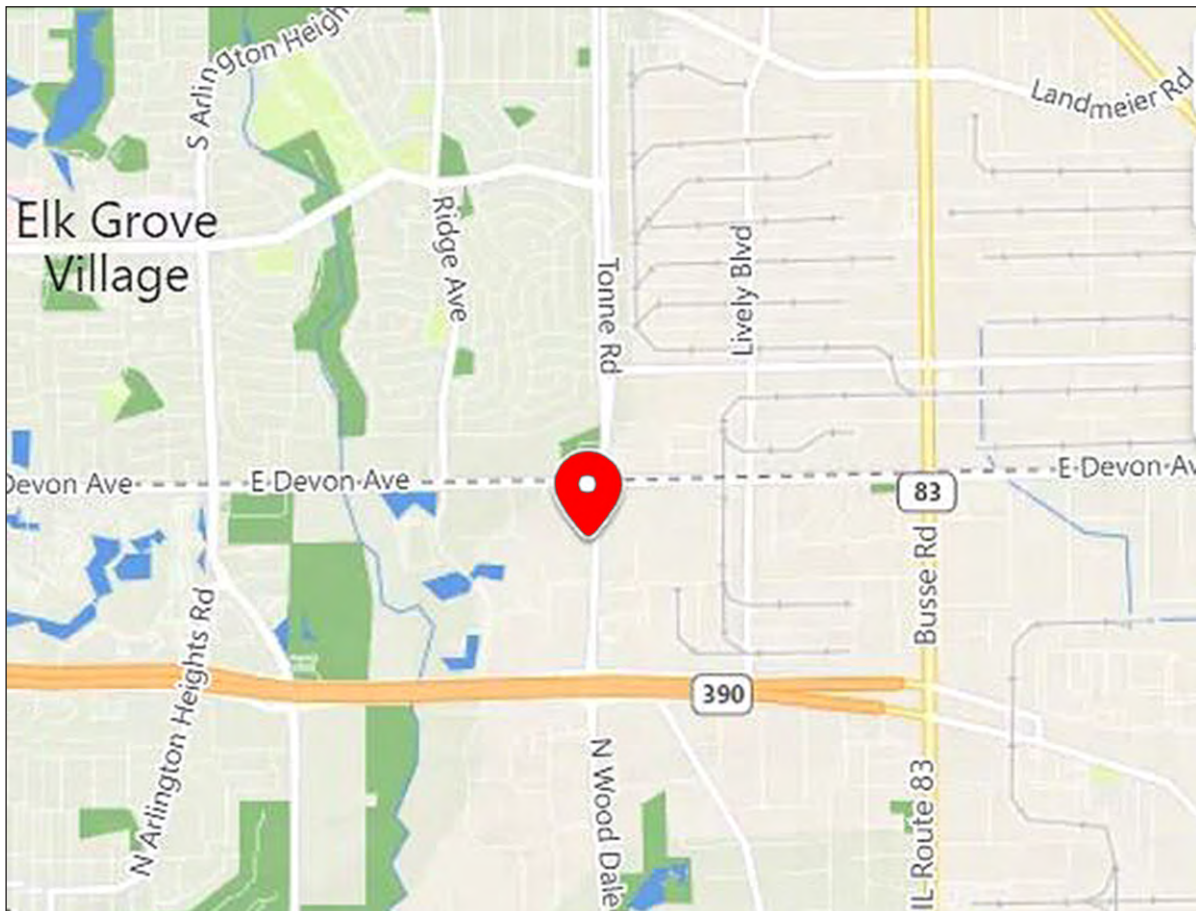 S Arlington Heigh
Landmeier Rd
Elk Grove
Village
Ridge Ave
Tonne Rd
Lively Blvd
Devon Ave
E Devon Ave
E Devon Av
83
Busse Rd
N Arlington Heights Rd
390
N Wood Dale
IL Route 83